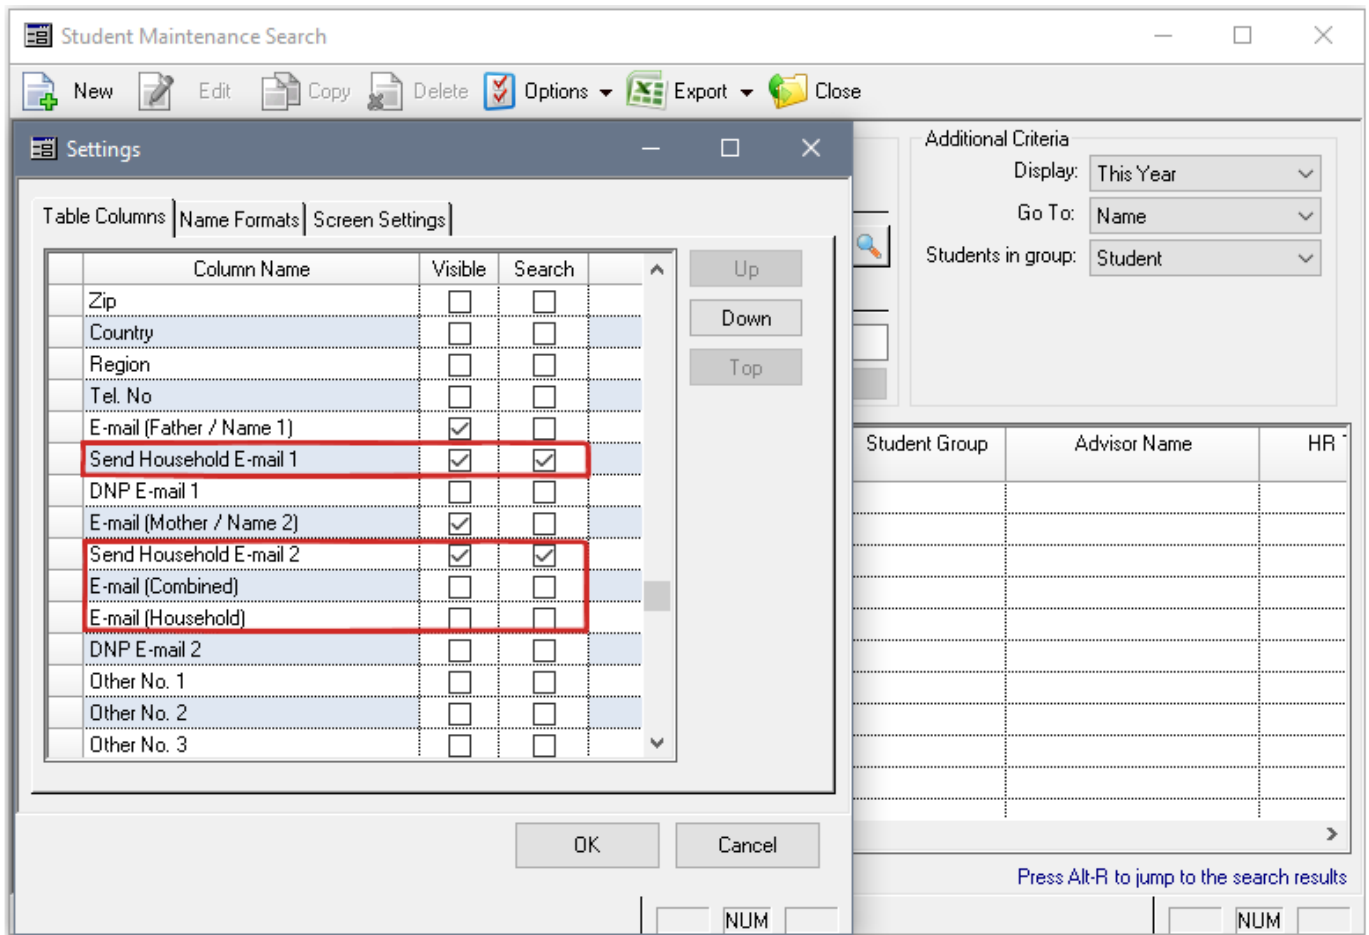 Student Maintenance Search
New Edit Copy Delete Options Export Close
Settings
Table Columns Name Formats Screen Settings
Column Name Visible Search
Zip
Country
Region
Tel. No
E-mail (Father / Name 1)
Send Household E-mail 1
DNP E-mail 1
E-mail (Mother / Name 2)
Send Household E-mail 2
E-mail (Combined)
E-mail (Household)
DNP E-mail 2
Other No. 1
Other No. 2
Other No. 3
Up
Down
Top
OK Cancel
NUM
Additional Criteria
Display: This Year
Go To: Name
Students in group: Student
Student Group Advisor Name HR
Press Alt-R to jump to the search results
NUM